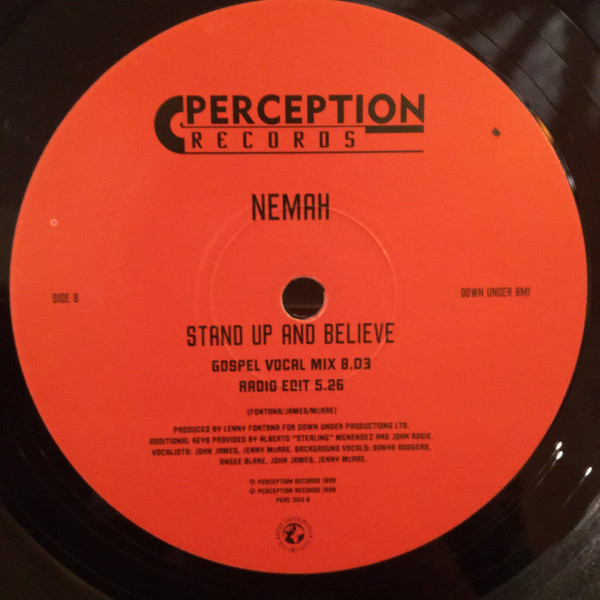 PERCEPTION
RECORDS
NEMAH
SIDE B
DOWN UNDER BMI
STAND UP AND BELIEVE
GOSPEL VOCAL MIX 8.03
RADIO EDIT 5.26
(FONTANA/JAMES/McRAE)
PRODUCED BY LENNY FONTANA FOR DOWN UNDER PRODUCTIONS LTD.
ADDITIONAL KEYS PROVIDED BY ALBERTO "STERLING" MENENDEZ AND JOHN ROGIE.
VOCALISTS: JOHN JAMES, JENNY McRAE. BACKGROUND VOCALS: SONYA RODGERS,
ANGEE BLAKE, JOHN JAMES, JENNY McRAE.
℗ PERCEPTION RECORDS 1998
© PERCEPTION RECORDS 1998